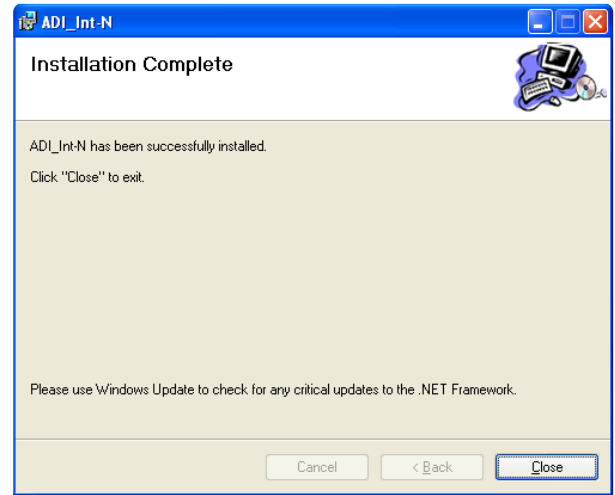 ADI_Int-N
Installation Complete
ADI_Int-N has been successfully installed.
Click "Close" to exit.
Please use Windows Update to check for any critical updates to the .NET Framework.
Cancel
< Back
Close